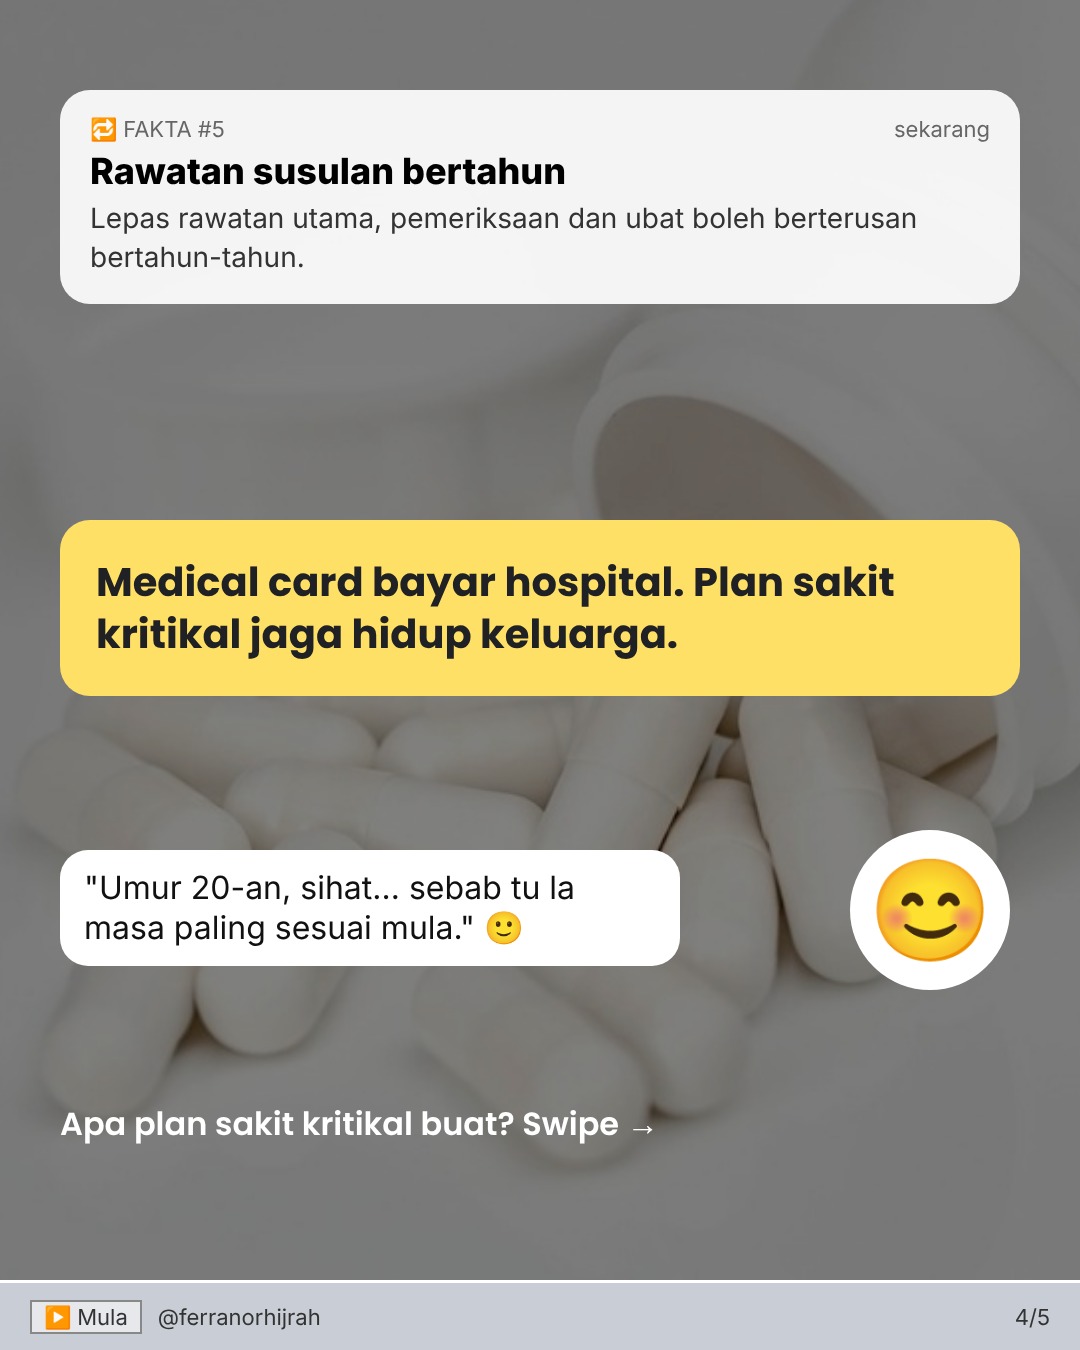 🔁 FAKTA #5 sekarang
Rawatan susulan bertahun
Lepas rawatan utama, pemeriksaan dan ubat boleh berterusan
bertahun-tahun.
Medical card bayar hospital. Plan sakit
kritikal jaga hidup keluarga.
"Umur 20-an, sihat... sebab tu la
masa paling sesuai mula." 🙂
Apa plan sakit kritikal buat? Swipe →
▶️ Mula @ferranorhijrah 4/5